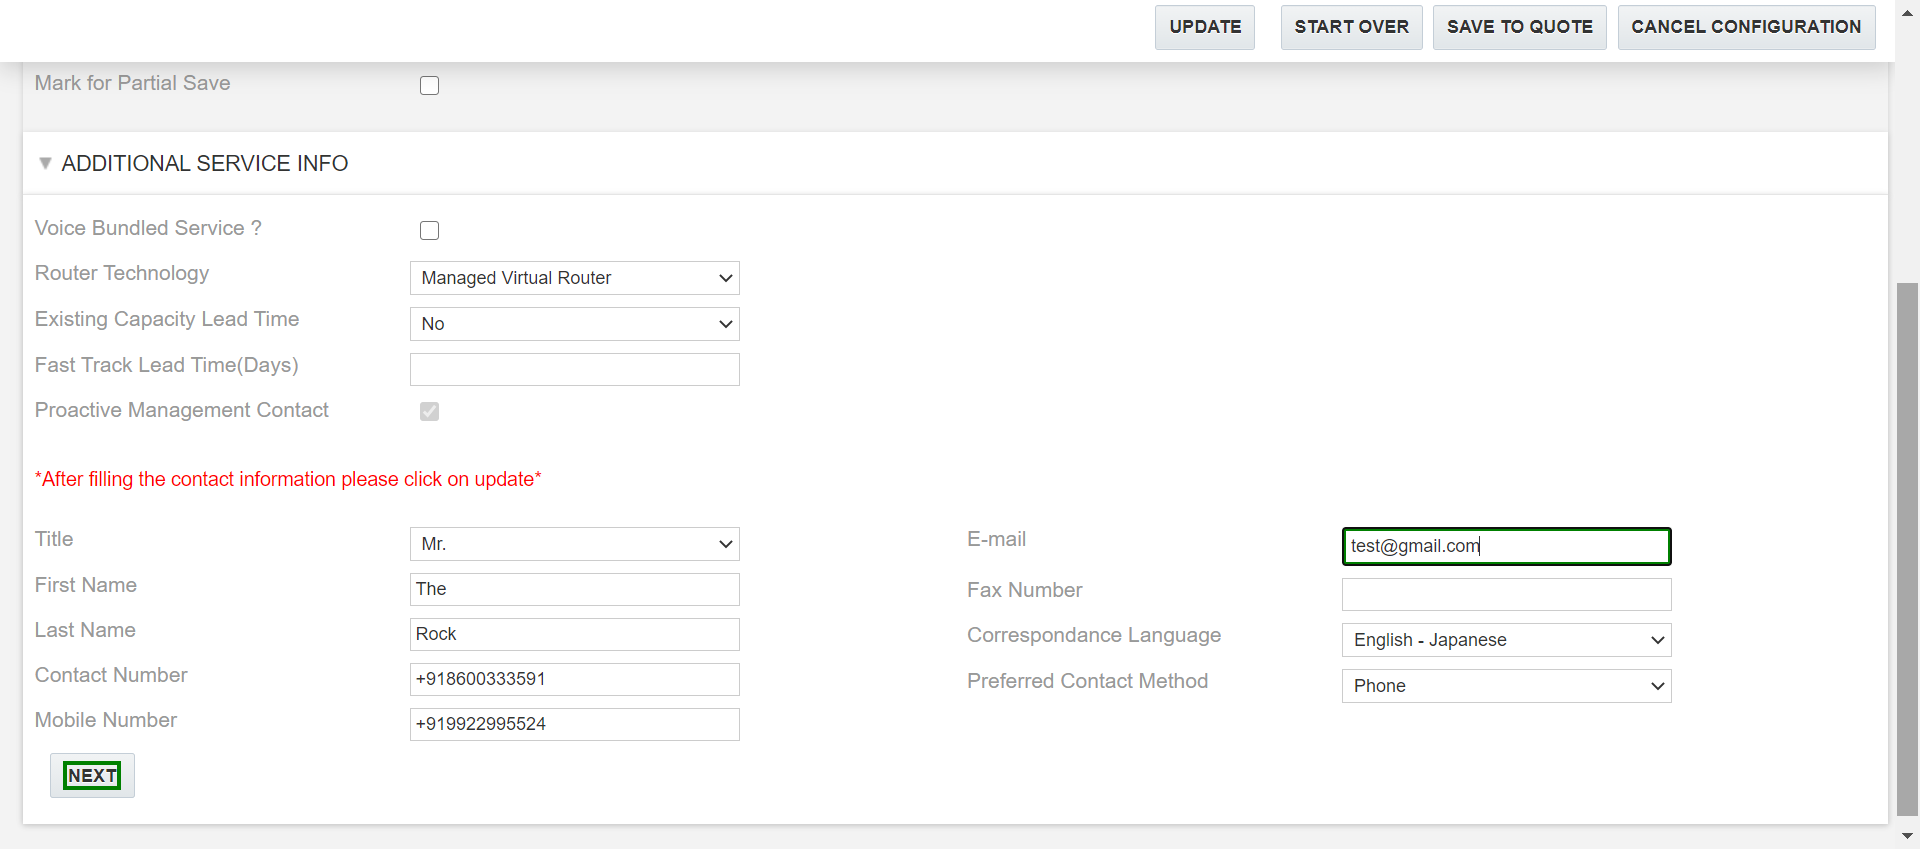 UPDATE START OVER SAVE TO QUOTE CANCEL CONFIGURATION
Mark for Partial Save
ADDITIONAL SERVICE INFO
Voice Bundled Service ?
Router Technology Managed Virtual Router
Existing Capacity Lead Time No
Fast Track Lead Time(Days)
Proactive Management Contact
*After filling the contact information please click on update*
Title Mr.
First Name The
Last Name Rock
Contact Number +918600333591
Mobile Number +919922995524
E-mail test@gmail.com
Fax Number
Correspondance Language English - Japanese
Preferred Contact Method Phone
NEXT